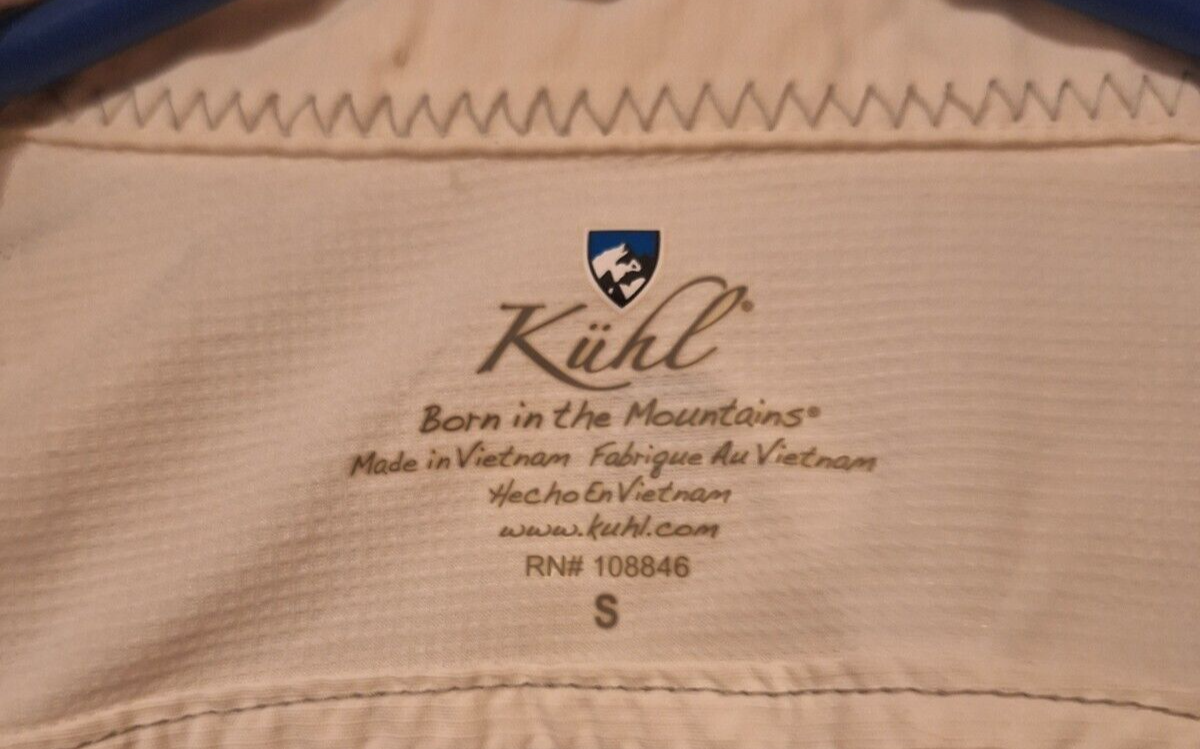 Kühl®
Born in the Mountains®
Made in Vietnam Fabrique Au Vietnam
Hecho En Vietnam
www.kuhl.com
RN# 108846
S